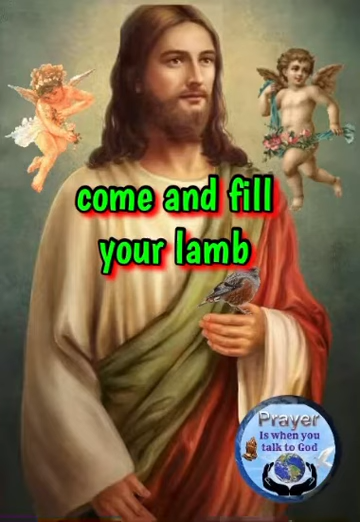 come and fill
your lamb
Prayer
Is when you
talk to God